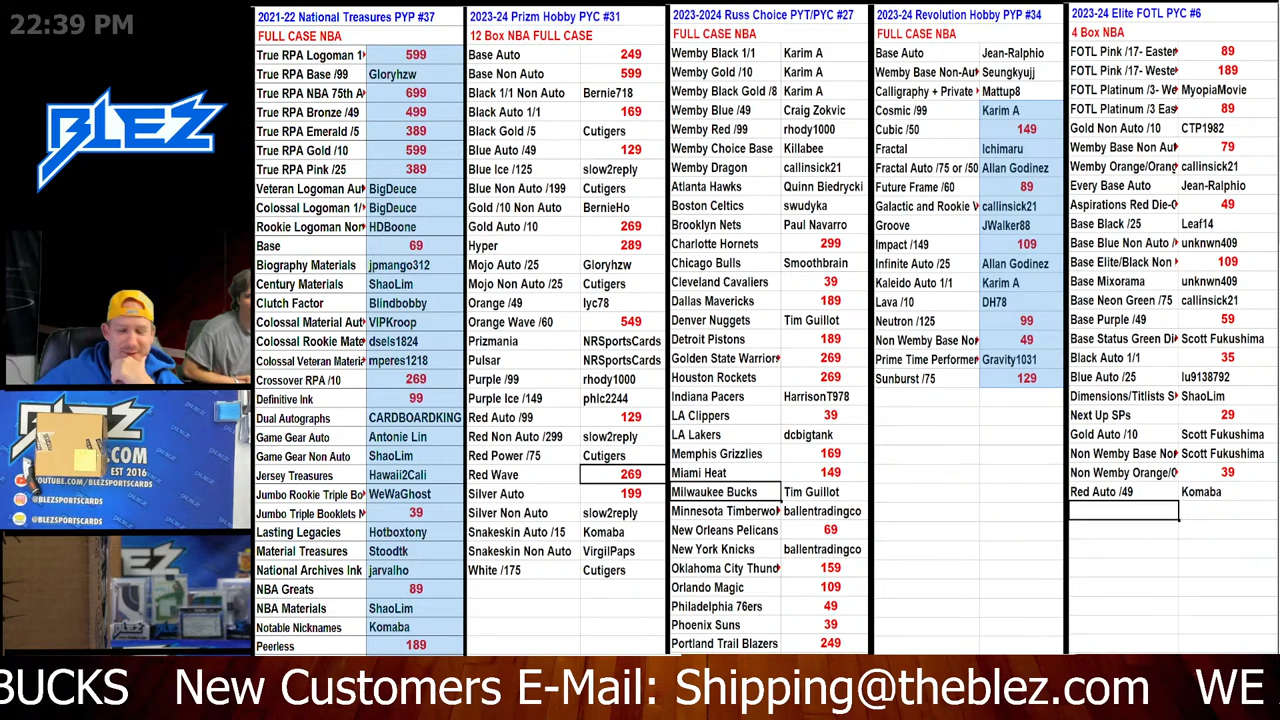 22:39 PM
BLEZ
2021-22 National Treasures PYP #37
FULL CASE NBA
True RPA Logoman 1 599
True RPA Base /99 Gloryhzw
True RPA NBA 75th A 699
True RPA Bronze /49 499
True RPA Emerald /5 389
True RPA Gold /10 599
True RPA Pink /25 389
Veteran Logoman Au BigDeuce
Colossal Logoman 1/ BigDeuce
Rookie Logoman Non HDBoone
Base 69
Biography Materials jpmango312
Century Materials ShaoLim
Clutch Factor Blindbobby
Colossal Material Aut VIPKroop
Colossal Rookie Mate dsels1824
Colossal Veteran Materi mperes1218
Crossover RPA /10 269
Definitive Ink 99
Dual Autographs CARDBOARDKING
Game Gear Auto Antonie Lin
Game Gear Non Auto ShaoLim
Jersey Treasures Hawaii2Cali
Jumbo Rookie Triple Bo WeWaGhost
Jumbo Triple Booklets N 39
Lasting Legacies Hotboxtony
Material Treasures Stoodtk
National Archives Ink jarvalho
NBA Greats 89
NBA Materials ShaoLim
Notable Nicknames Komaba
Peerless 189
2023-24 Prizm Hobby PYC #31
12 Box NBA FULL CASE
Base Auto 249
Base Non Auto 599
Black 1/1 Non Auto Bernie718
Black Auto 1/1 169
Black Gold /5 Cutigers
Blue Auto /49 129
Blue Ice /125 slow2reply
Blue Non Auto /199 Cutigers
Gold /10 Non Auto BernieHo
Gold Auto /10 269
Hyper 289
Mojo Auto /25 Gloryhzw
Mojo Non Auto /25 Cutigers
Orange /49 lyc78
Orange Wave /60 549
Prizmania NRSportsCards
Pulsar NRSportsCards
Purple /99 rhody1000
Purple Ice /149 phlc2244
Red Auto /99 129
Red Non Auto /299 slow2reply
Red Power /75 Cutigers
Red Wave 269
Silver Auto 199
Silver Non Auto slow2reply
Snakeskin Auto /15 Komaba
Snakeskin Non Auto VirgilPaps
White /175 Cutigers
2023-2024 Russ Choice PYT/PYC #27
FULL CASE NBA
Wemby Black 1/1 Karim A
Wemby Gold /10 Karim A
Wemby Black Gold /8 Karim A
Wemby Blue /49 Craig Zokvic
Wemby Red /99 rhody1000
Wemby Choice Base Killabee
Wemby Dragon callinsick21
Atlanta Hawks Quinn Biedrycki
Boston Celtics swudyka
Brooklyn Nets Paul Navarro
Charlotte Hornets 299
Chicago Bulls Smoothbrain
Cleveland Cavaliers 39
Dallas Mavericks 189
Denver Nuggets Tim Guillot
Detroit Pistons 189
Golden State Warrior 269
Houston Rockets 269
Indiana Pacers HarrisonT978
LA Clippers 39
LA Lakers dcbigtank
Memphis Grizzlies 169
Miami Heat 149
Milwaukee Bucks Tim Guillot
Minnesota Timberwo ballentradingco
New Orleans Pelicans 69
New York Knicks ballentradingco
Oklahoma City Thund 159
Orlando Magic 109
Philadelphia 76ers 49
Phoenix Suns 39
Portland Trail Blazers 249
2023-24 Revolution Hobby PYP #34
FULL CASE NBA
Base Auto Jean-Ralphio
Wemby Base Non-Au Seungkyujj
Calligraphy + Private Mattup8
Cosmic /99 Karim A
Cubic /50 149
Fractal Ichimaru
Fractal Auto /75 or /50 Allan Godinez
Future Frame /60 89
Galactic and Rookie V callinsick21
Groove JWalker88
Impact /149 109
Infinite Auto /25 Allan Godinez
Kaleido Auto 1/1 Karim A
Lava /10 DH78
Neutron /125 99
Non Wemby Base No 49
Prime Time Performer Gravity1031
Sunburst /75 129
2023-24 Elite FOTL PYC #6
4 Box NBA
FOTL Pink /17- Easter 89
FOTL Pink /17- Weste 189
FOTL Platinum /3- We MyopiaMovie
FOTL Platinum /3 Eas 89
Gold Non Auto /10 CTP1982
Wemby Base Non Au 79
Wemby Orange/Oran callinsick21
Every Base Auto Jean-Ralphio
Aspirations Red Die-C 49
Base Black /25 Leaf14
Base Blue Non Auto / unknwn409
Base Elite/Black Non 109
Base Mixorama unknwn409
Base Neon Green /75 callinsick21
Base Purple /49 59
Base Status Green Di Scott Fukushima
Black Auto 1/1 35
Blue Auto /25 lu9138792
Dimensions/Titlists S ShaoLim
Next Up SPs 29
Gold Auto /10 Scott Fukushima
Non Wemby Base No Scott Fukushima
Non Wemby Orange/O 39
Red Auto /49 Komaba
.COM
EST 2016
YOUTUBE.COM/BLEZSPORTSCARDS
@BLEZSPORTSCARDS
@BLEZSPORTSCARDS
BUCKS New Customers E-Mail: Shipping@theblez.com WE